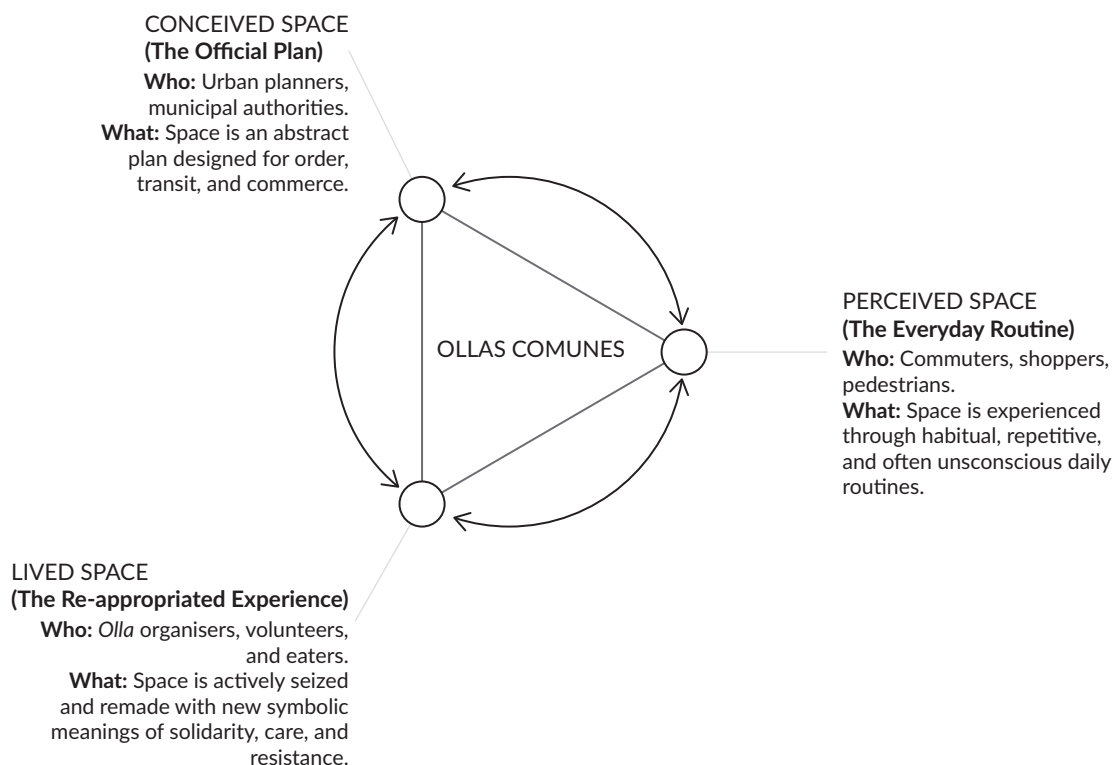 CONCEIVED SPACE
(The Official Plan)
Who: Urban planners,
municipal authorities.
What: Space is an abstract
plan designed for order,
transit, and commerce.
OLLAS COMUNES
PERCEIVED SPACE
(The Everyday Routine)
Who: Commuters, shoppers,
pedestrians.
What: Space is experienced
through habitual, repetitive,
and often unsconscious daily
routines.
LIVED SPACE
(The Re-appropriated Experience)
Who: Olla organisers, volunteers,
and eaters.
What: Space is actively seized
and remade with new symbolic
meanings of solidarity, care, and
resistance.